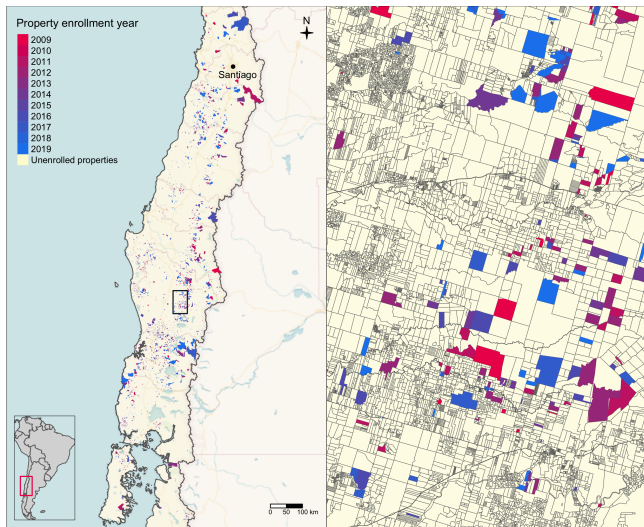 Property enrollment year
2009
2010
2011
2012
2013
2014
2015
2016
2017
2018
2019
Unenrolled properties
N
Santiago
0 50 100 km